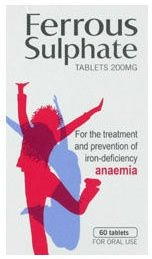 Ferrous
Sulphate
TABLETS 200MG
For the treatment
and prevention of
iron-deficiency
anaemia
60 tablets
FOR ORAL USE